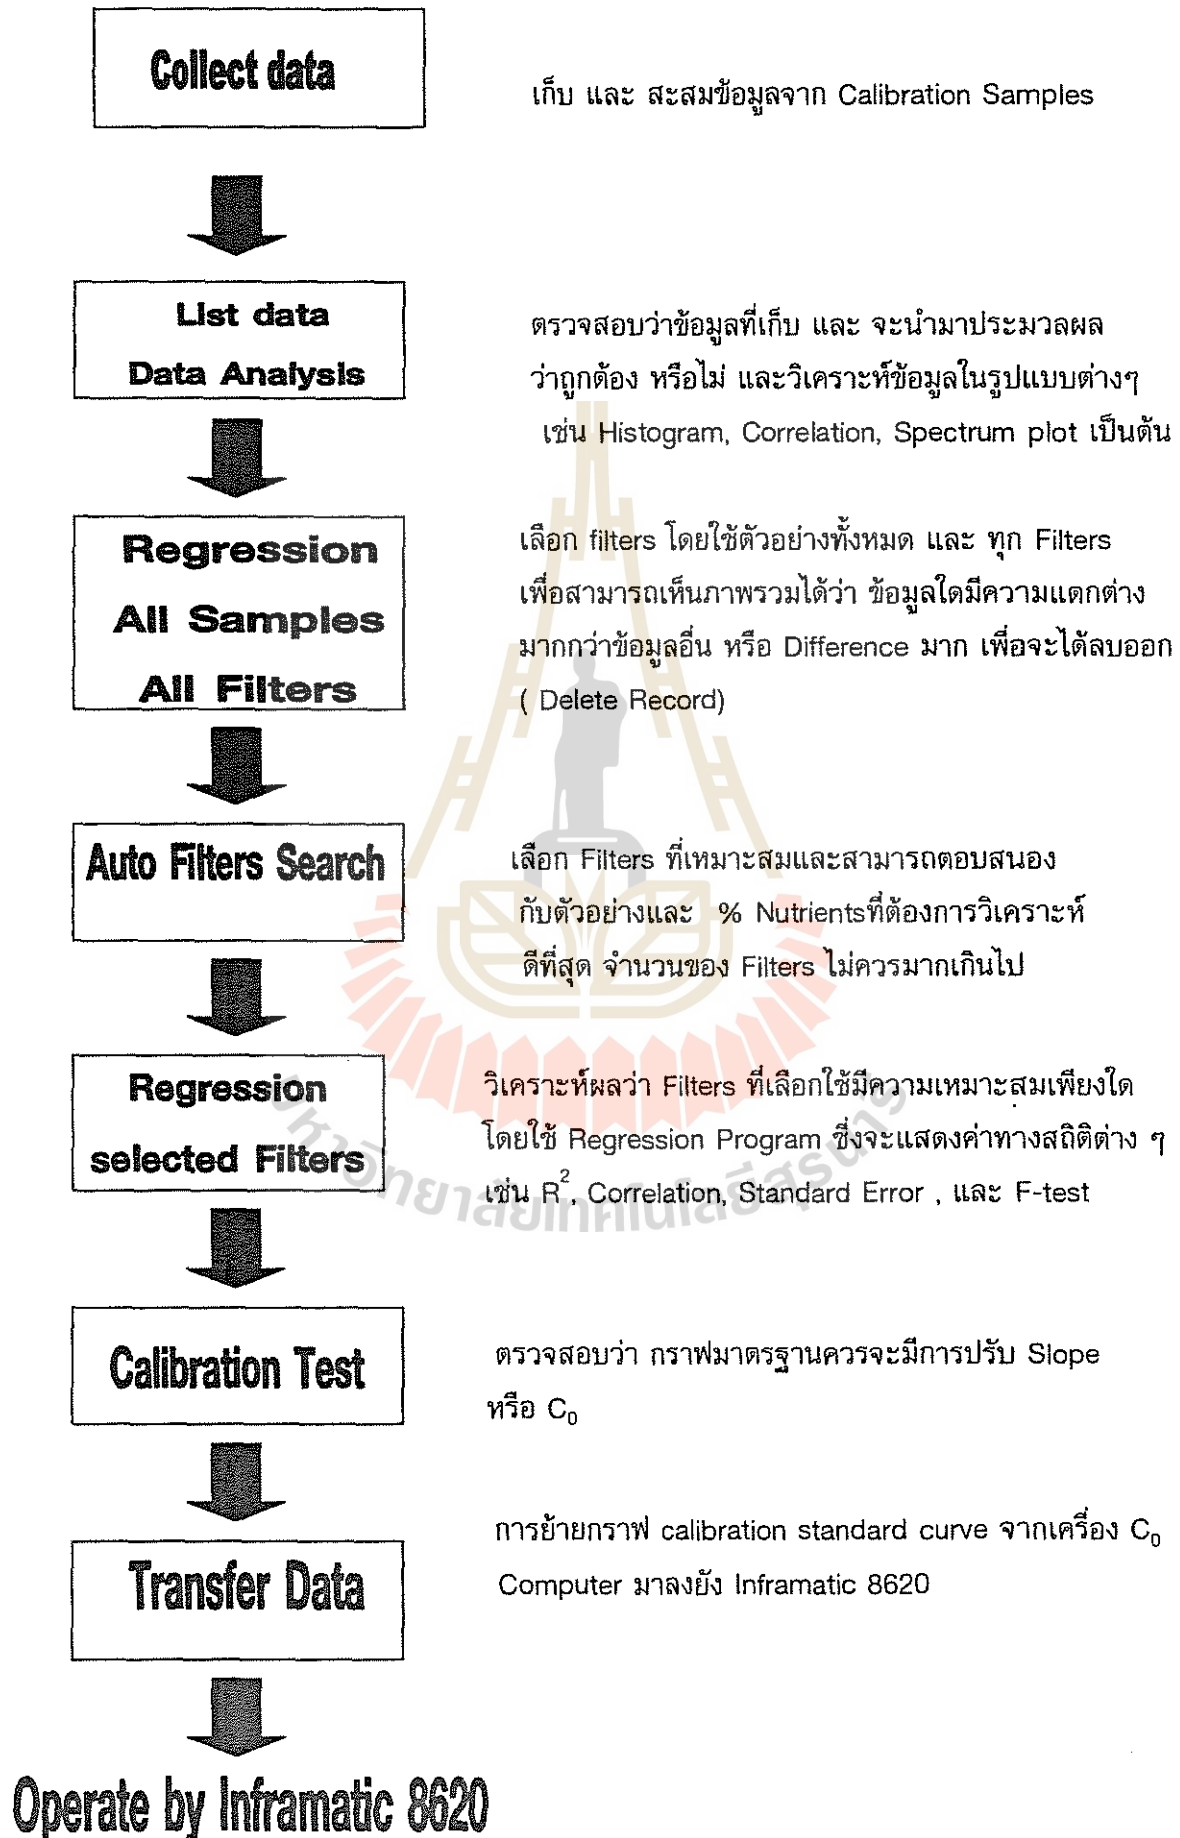 Collect data
เก็บ และ สะสมข้อมูลจาก Calibration Samples
List data
Data Analysis
ตรวจสอบว่าข้อมูลที่เก็บ และ จะนำมาประมวลผล
ว่าถูกต้อง หรือไม่ และวิเคราะห์ข้อมูลในรูปแบบต่างๆ
เช่น Histogram, Correlation, Spectrum plot เป็นต้น
Regression
All Samples
All Filters
เลือก filters โดยใช้ตัวอย่างทั้งหมด และ ทุก Filters
เพื่อสามารถเห็นภาพรวมได้ว่า ข้อมูลใดมีความแตกต่าง
มากกว่าข้อมูลอื่น หรือ Difference มาก เพื่อจะได้ลบออก
( Delete Record)
Auto Filters Search
เลือก Filters ที่เหมาะสมและสามารถตอบสนอง
กับตัวอย่างและ % Nutrientsที่ต้องการวิเคราะห์
ดีที่สุด จำนวนของ Filters ไม่ควรมากเกินไป
Regression
selected Filters
วิเคราะห์ผลว่า Filters ที่เลือกใช้มีความเหมาะสมเพียงใด
โดยใช้ Regression Program ซึ่งจะแสดงค่าทางสถิติต่าง ๆ
เช่น R², Correlation, Standard Error , และ F-test
มหาวิทยาลัยเทคโนโลยีสุรนารี
Calibration Test
ตรวจสอบว่า กราฟมาตรฐานควรจะมีการปรับ Slope
หรือ C₀
Transfer Data
การย้ายกราฟ calibration standard curve จากเครื่อง C₀
Computer มาลงยัง Inframatic 8620
Operate by Inframatic 8620